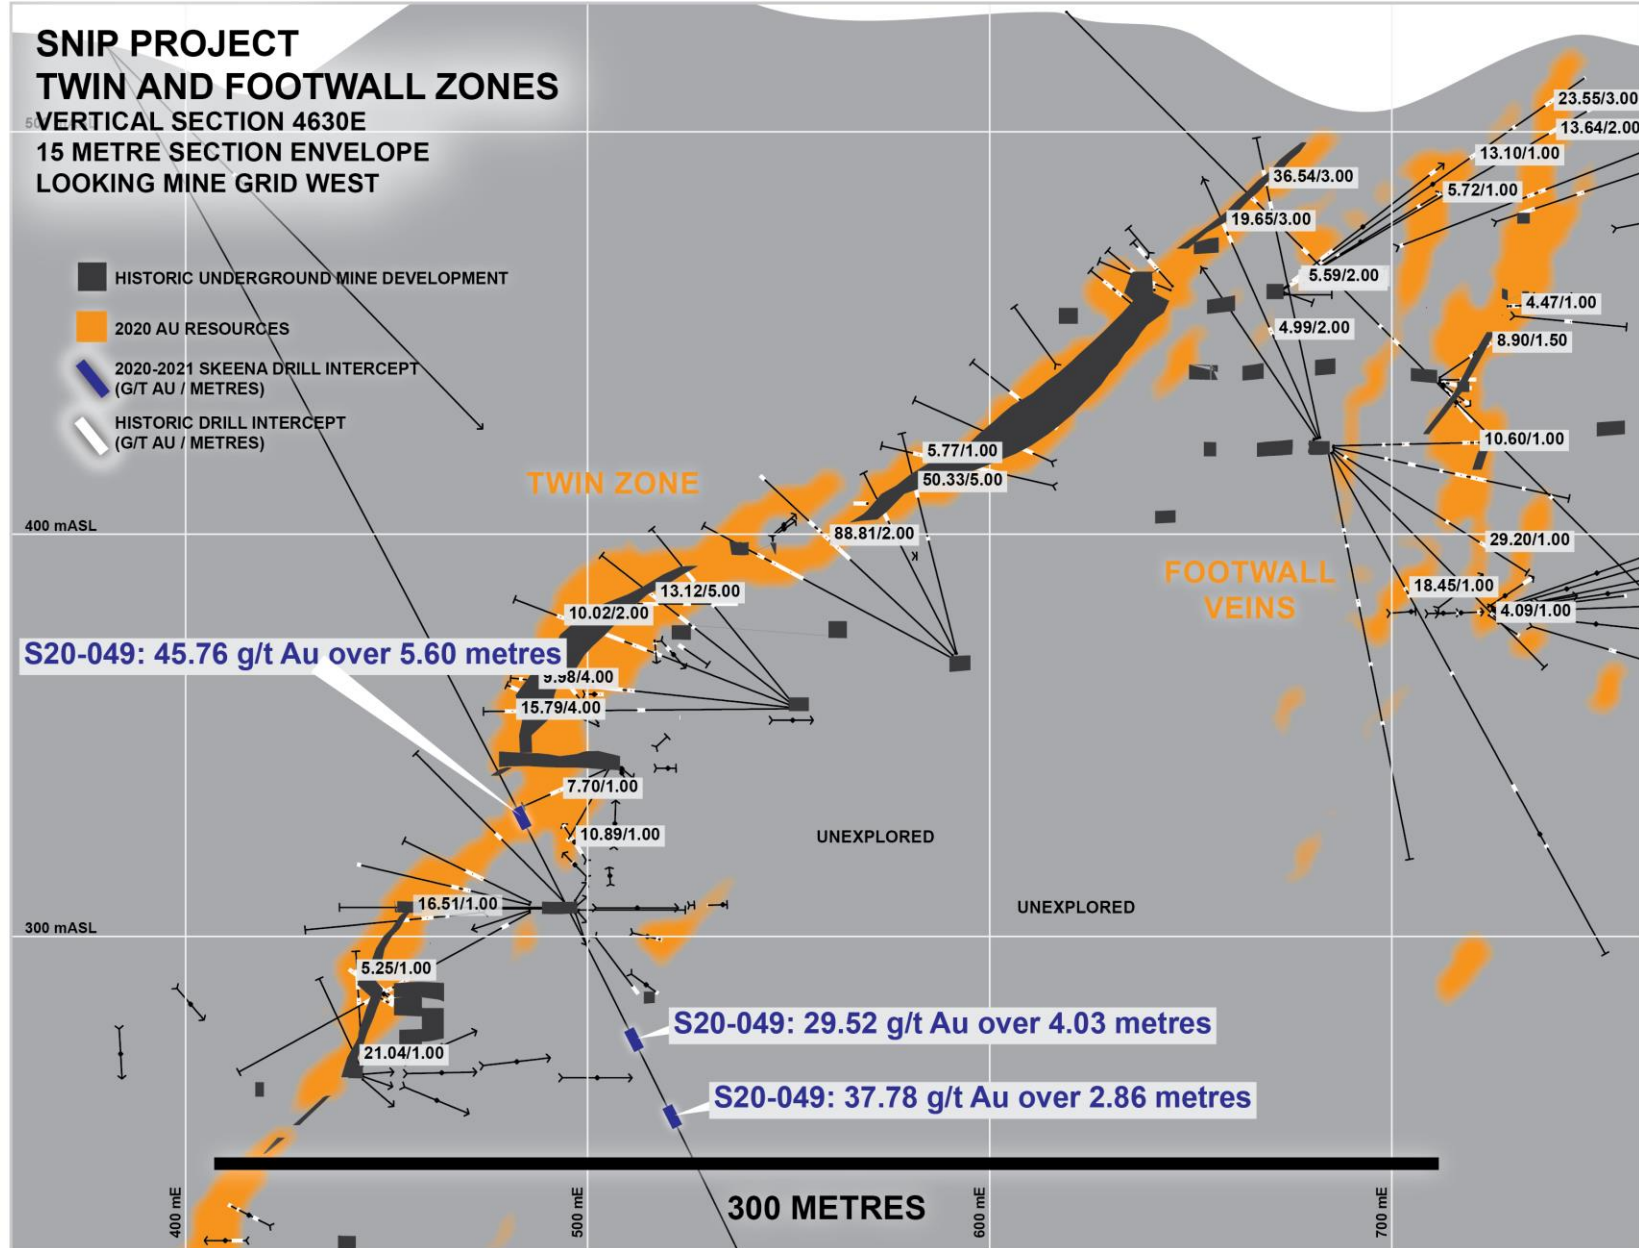 SNIP PROJECT
TWIN AND FOOTWALL ZONES
VERTICAL SECTION 4630E
15 METRE SECTION ENVELOPE
LOOKING MINE GRID WEST
HISTORIC UNDERGROUND MINE DEVELOPMENT
2020 AU RESOURCES
2020-2021 SKEENA DRILL INTERCEPT
(G/T AU / METRES)
HISTORIC DRILL INTERCEPT
(G/T AU / METRES)
23.55/3.00
13.64/2.00
13.10/1.00
36.54/3.00
5.72/1.00
19.65/3.00
5.59/2.00
4.47/1.00
4.99/2.00
8.90/1.50
10.60/1.00
5.77/1.00
50.33/5.00
TWIN ZONE
400 mASL
88.81/2.00
29.20/1.00
FOOTWALL
VEINS
18.45/1.00
4.09/1.00
13.12/5.00
10.02/2.00
S20-049: 45.76 g/t Au over 5.60 metres
9.98/4.00
15.79/4.00
7.70/1.00
10.89/1.00
UNEXPLORED
16.51/1.00
UNEXPLORED
300 mASL
5.25/1.00
S20-049: 29.52 g/t Au over 4.03 metres
21.04/1.00
S20-049: 37.78 g/t Au over 2.86 metres
300 METRES
400 mE
500 mE
600 mE
700 mE